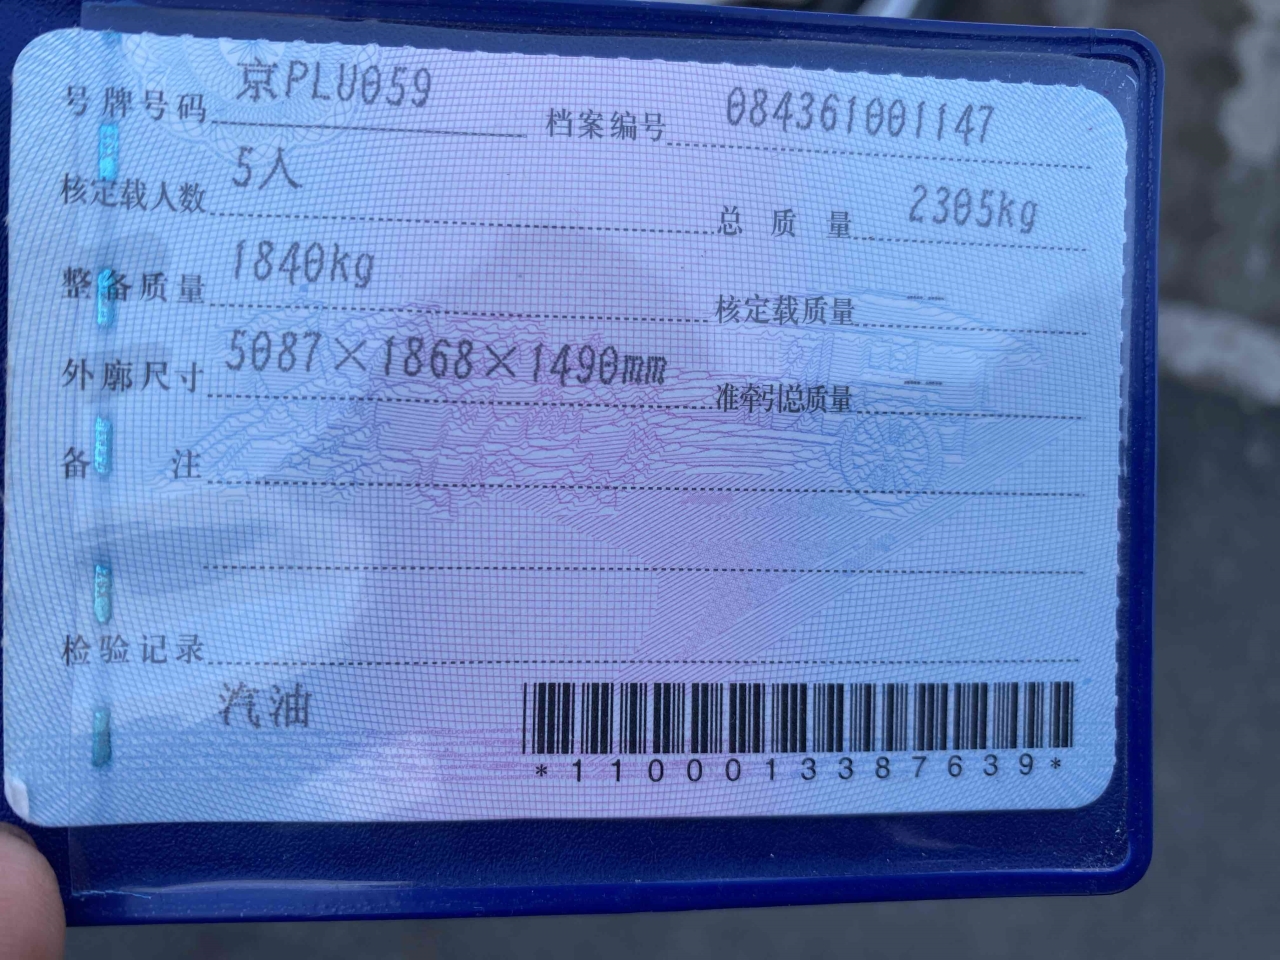 号牌号码 京PLU059 档案编号 084361001147
核定载人数 5人 总质量 2305kg
整备质量 1840kg 核定载质量 --
外廓尺寸 5087×1868×1490mm 准牵引总质量 --
备注
检验记录
汽油
*1100013387639*